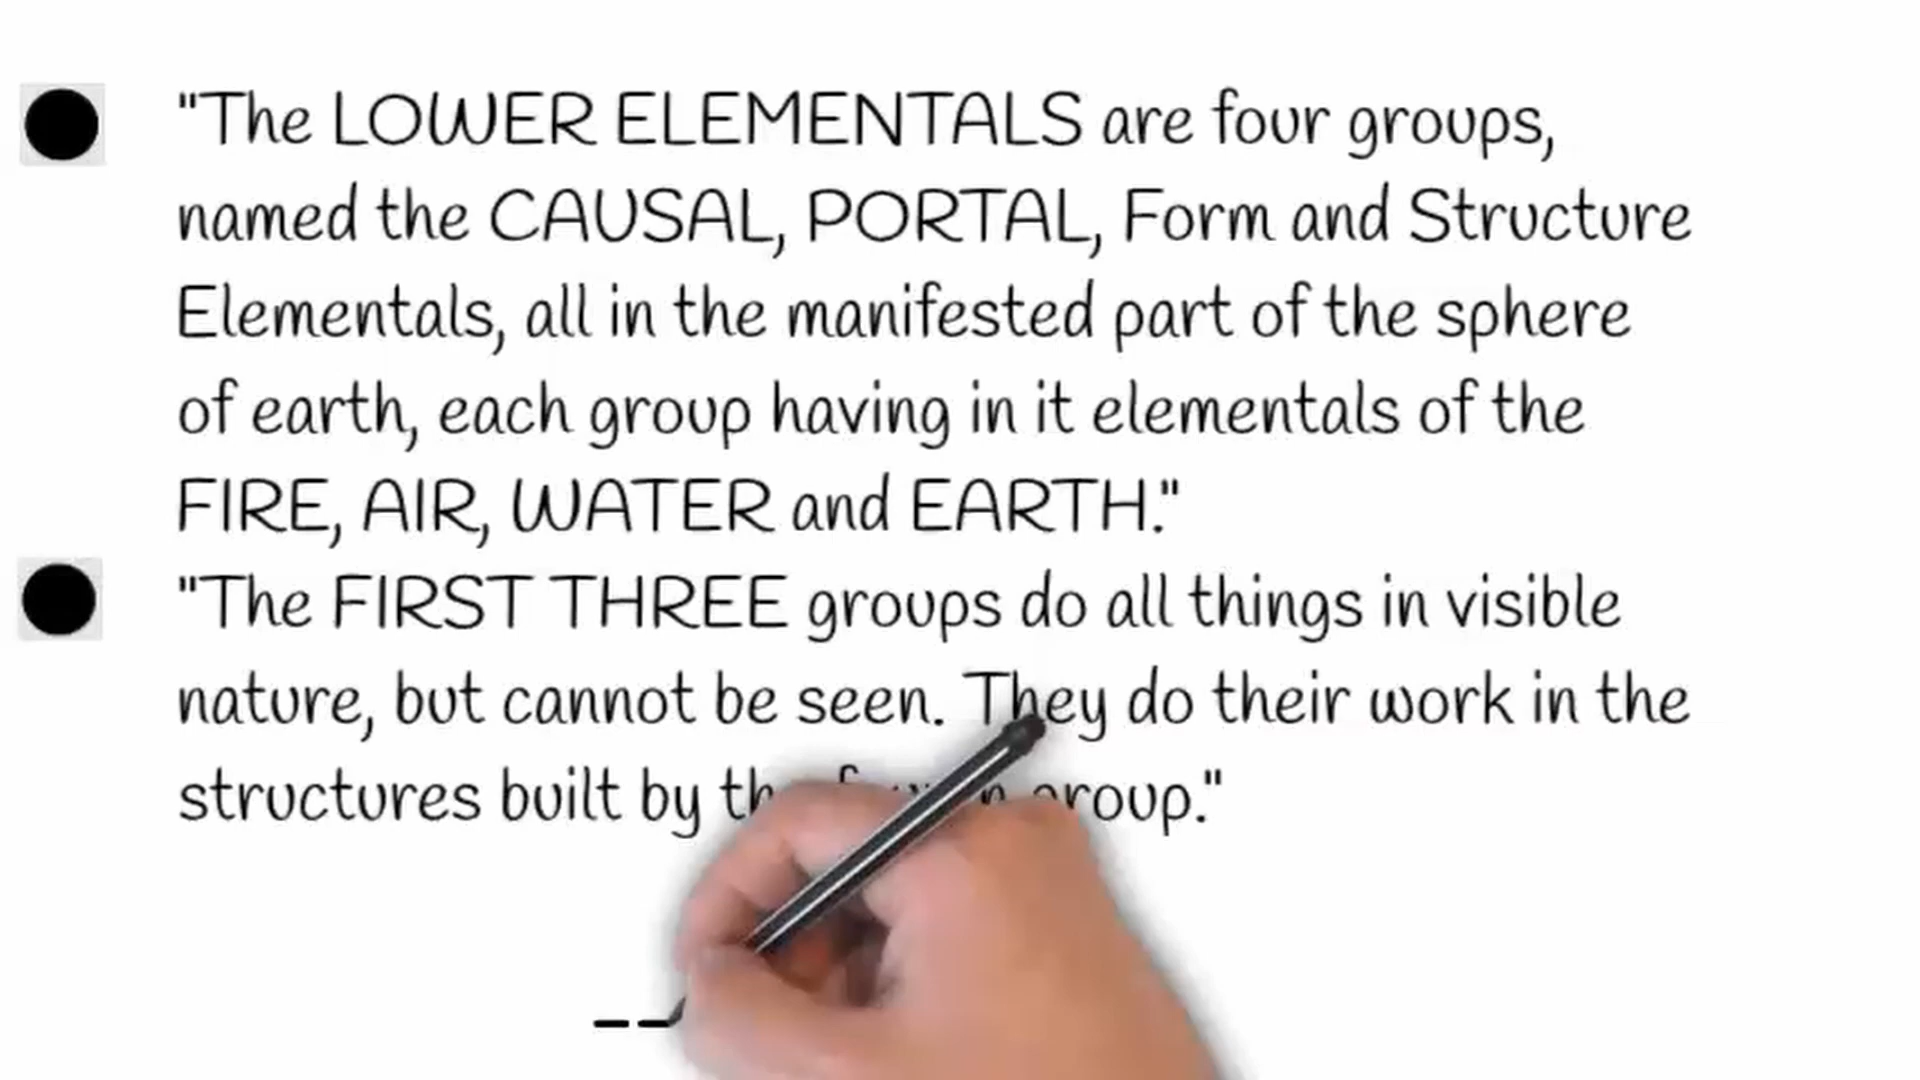 "The LOWER ELEMENTALS are four groups,
named the CAUSAL, PORTAL, Form and Structure
Elementals, all in the manifested part of the sphere
of earth, each group having in it elementals of the
FIRE, AIR, WATER and EARTH."
"The FIRST THREE groups do all things in visible
nature, but cannot be seen. They do their work in the
structures built by group."
--